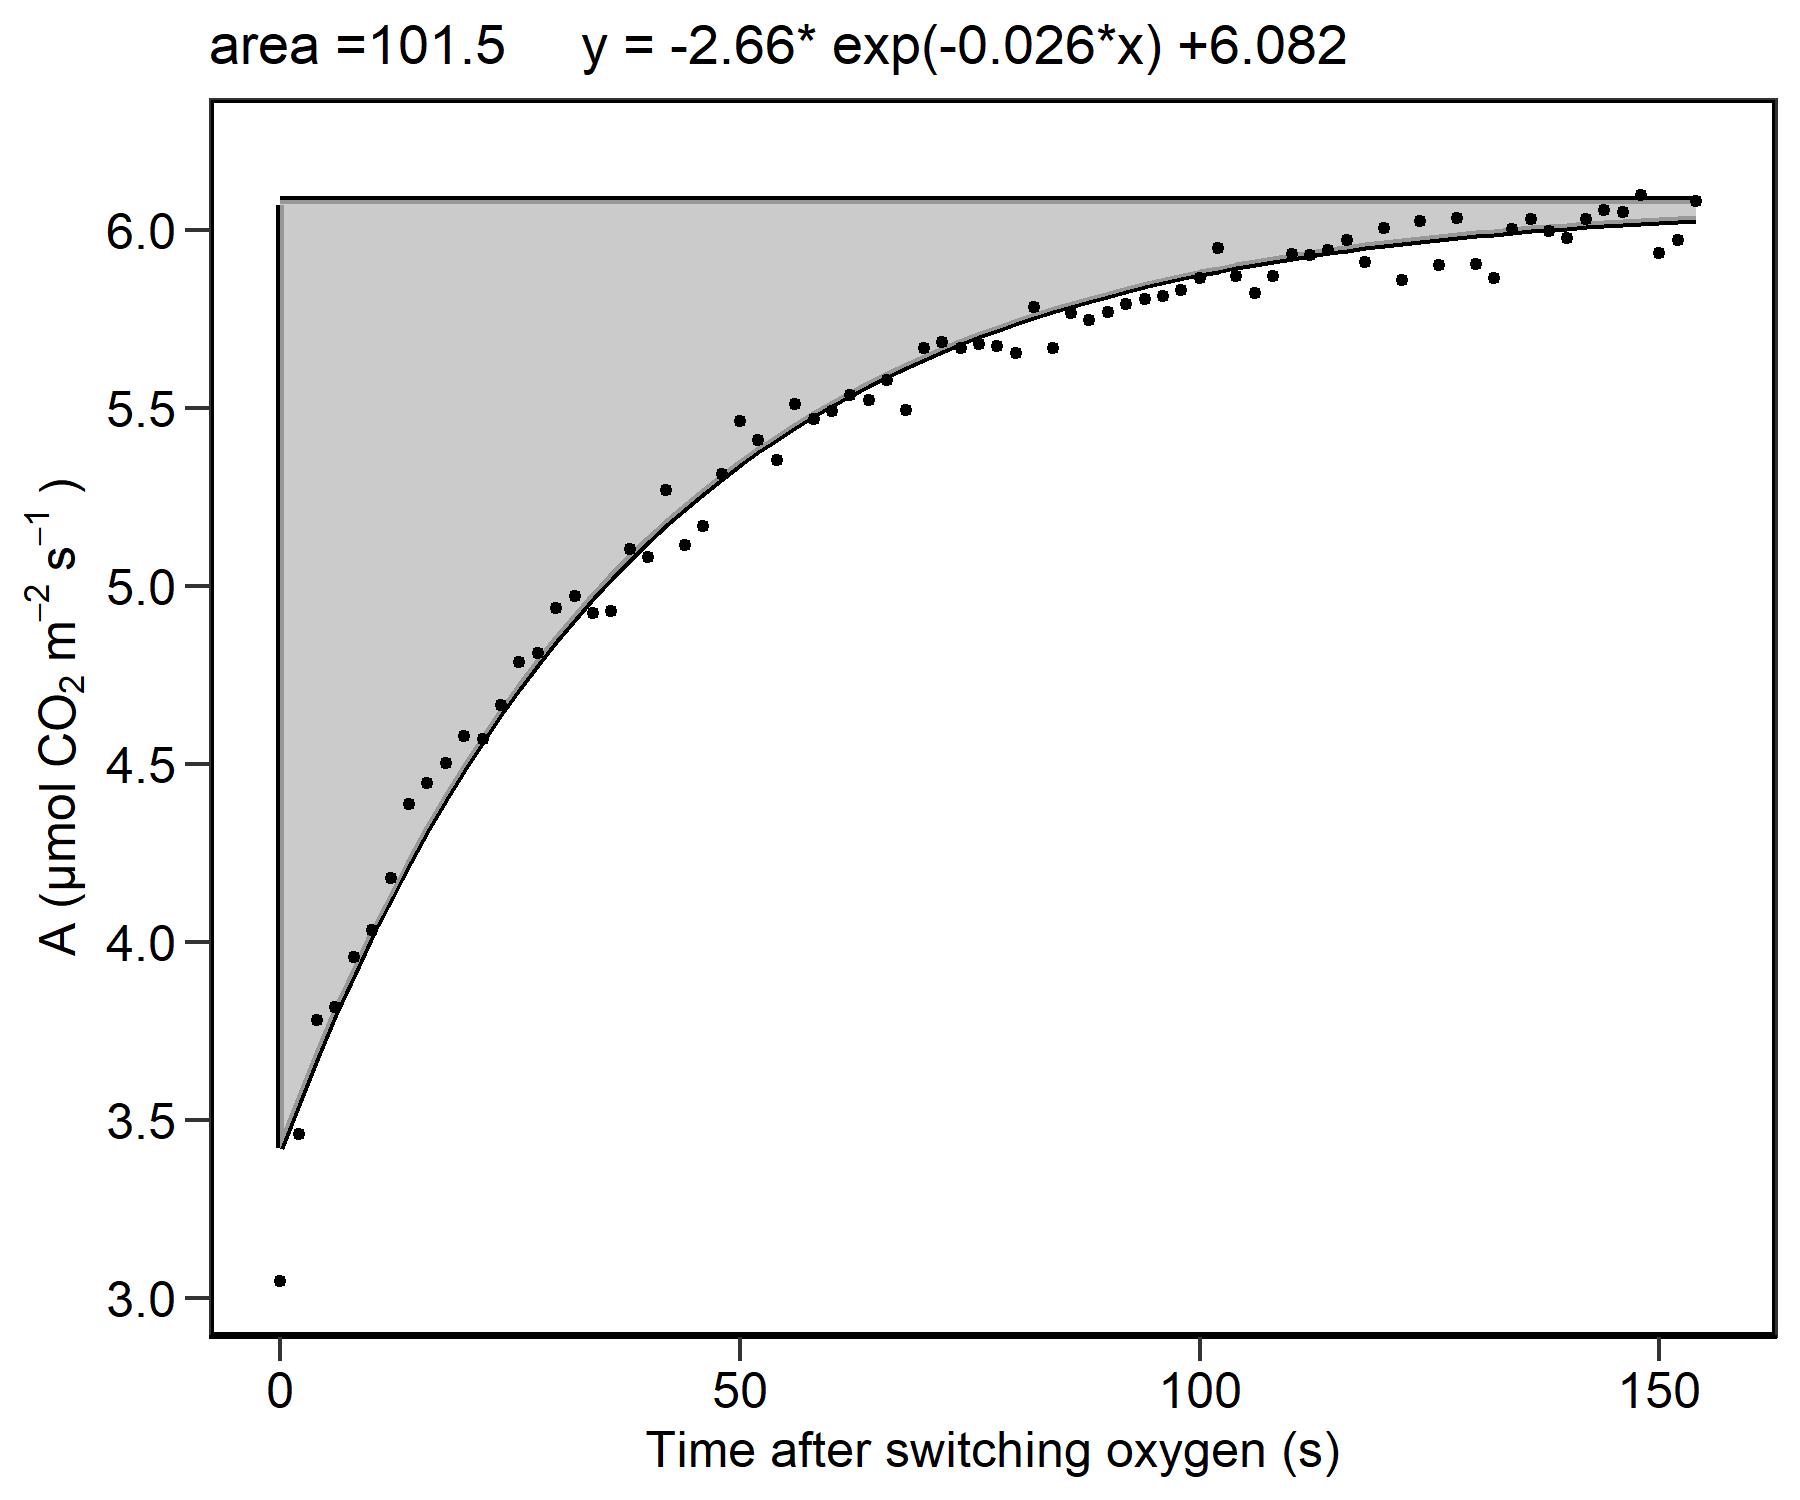 area =101.5     y = -2.66* exp(-0.026*x) +6.082
A (μmol CO₂ m⁻² s⁻¹ )
6.0
5.5
5.0
4.5
4.0
3.5
3.0
0 50 100 150
Time after switching oxygen (s)